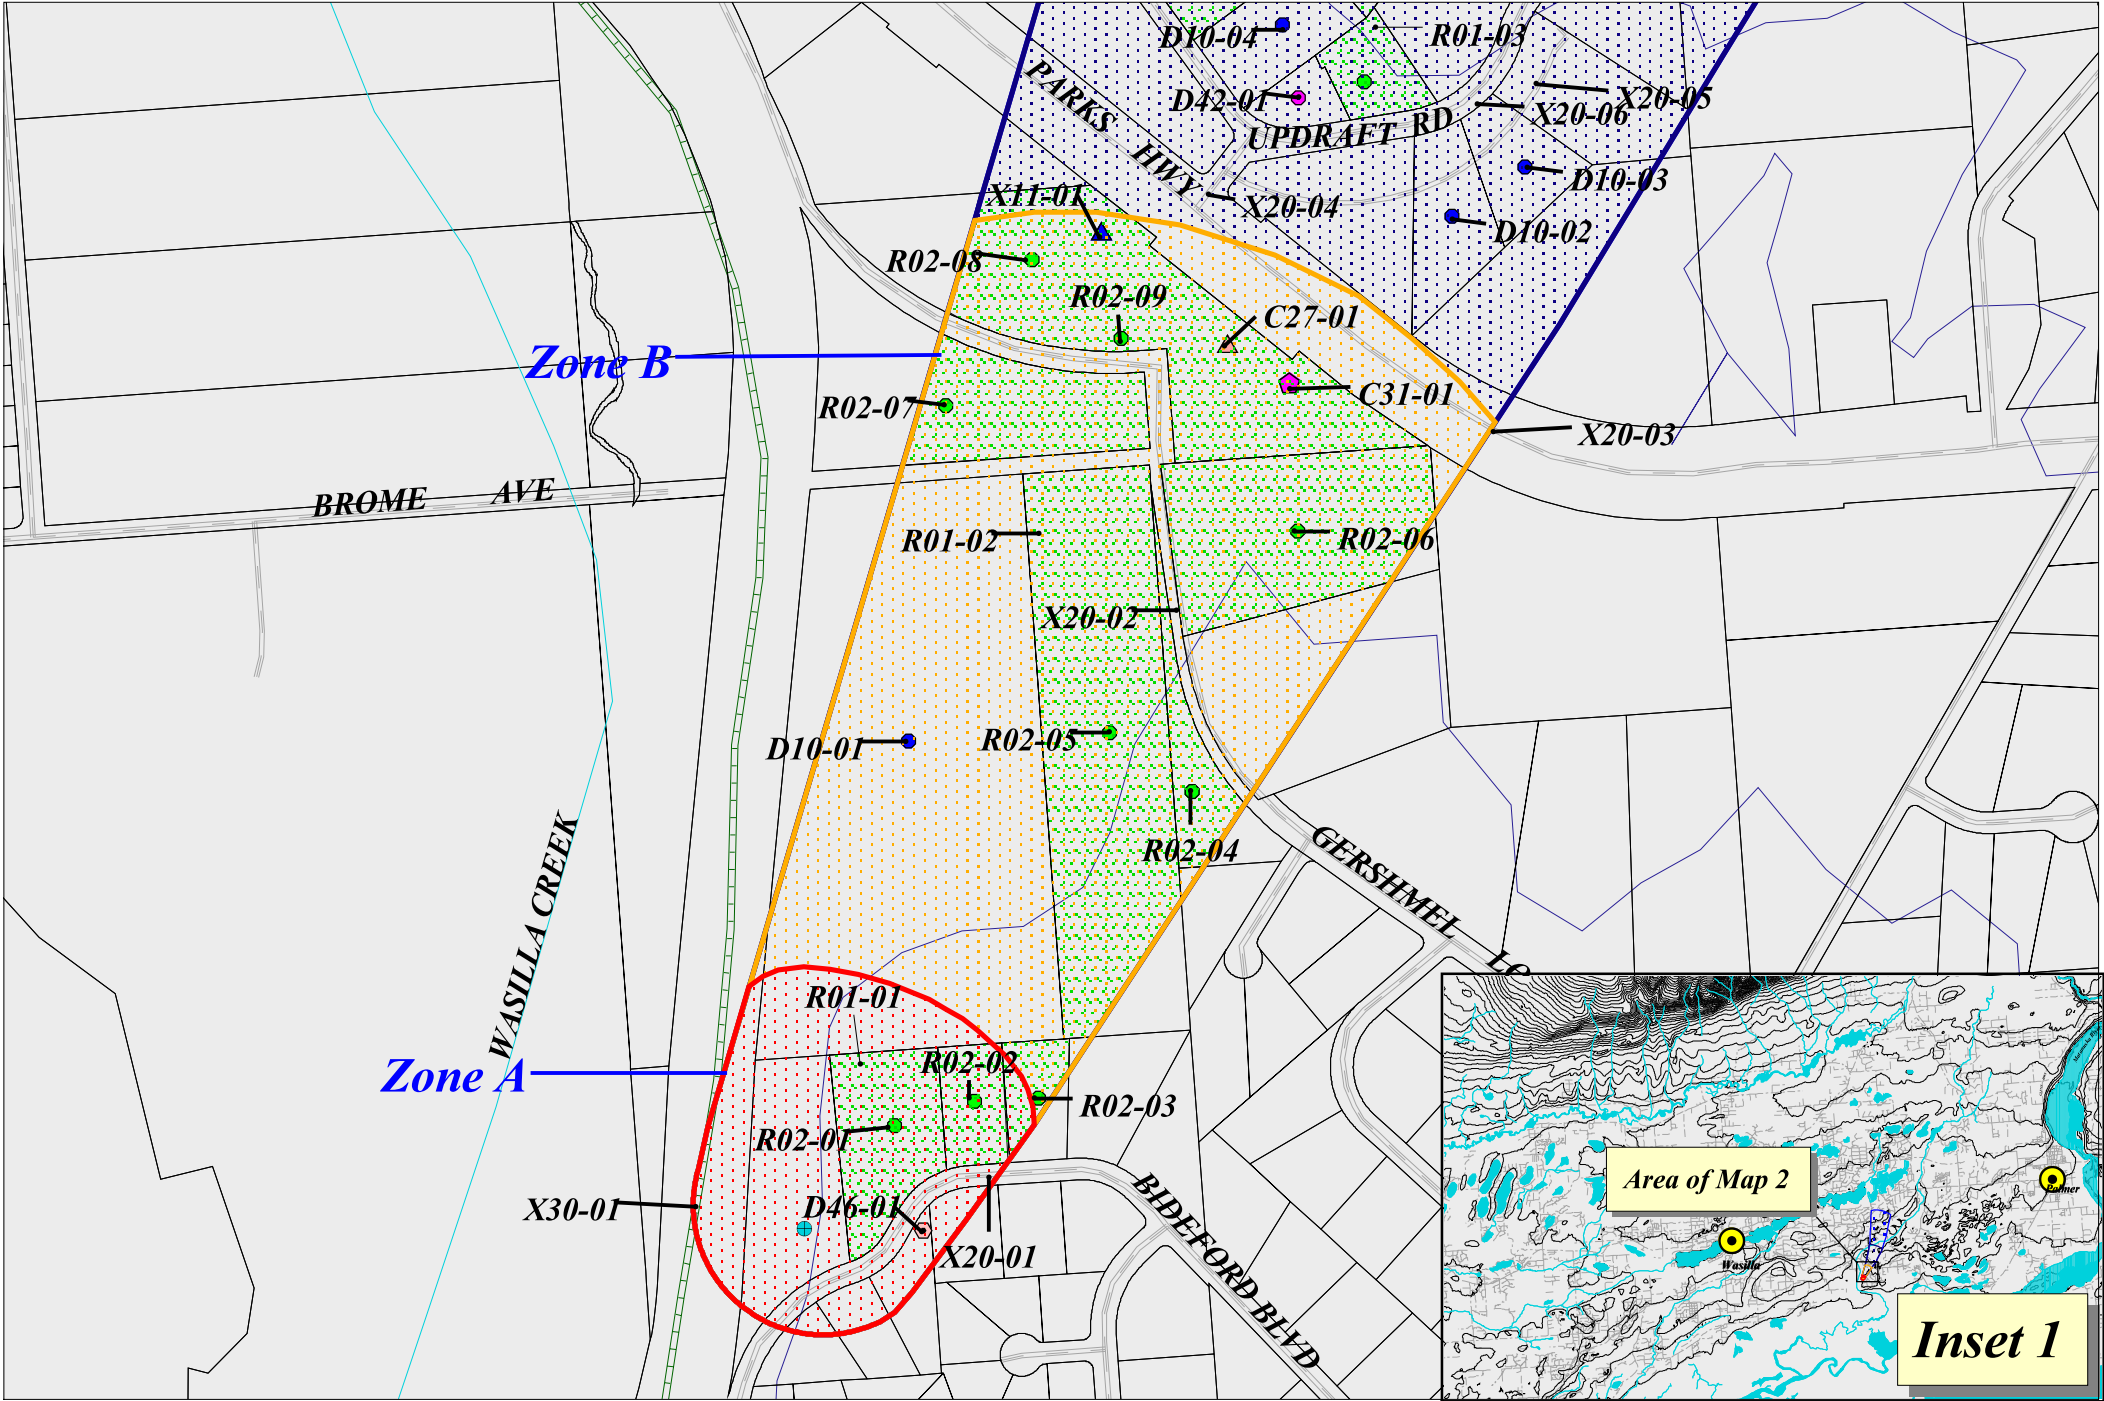 D10-04
R01-03
D42-01
X20-05
X20-06
PARKS HWY
UPDRAFT RD
X11-01
X20-04
D10-03
D10-02
R02-08
R02-09
C27-01
Zone B
R02-07
C31-01
X20-03
BROME AVE
R01-02
R02-06
X20-02
D10-01
R02-05
R02-04
WASILLA CREEK
GERSHMEL LO
R01-01
Zone A
R02-02
R02-03
R02-01
X30-01
D46-01
X20-01
BIDEFORD BLVD
Area of Map 2
Palmer
Wasilla
Inset 1